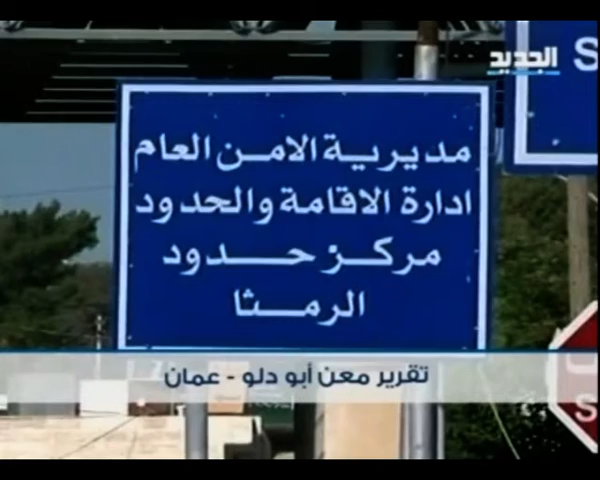 الجديد
S
مديرية الامن العام
ادارة الاقامة والحدود
مركز حدود
الرمثا
تقرير معن أبو دلو - عمان
S